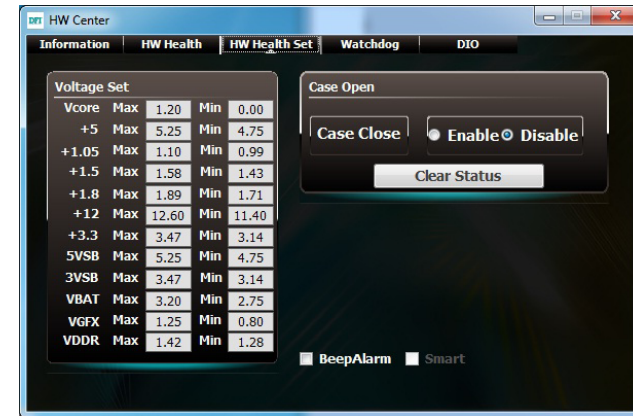 DFI HW Center
Information HW Health HW Health Set Watchdog DIO
Voltage Set
Vcore Max 1.20 Min 0.00
+5 Max 5.25 Min 4.75
+1.05 Max 1.10 Min 0.99
+1.5 Max 1.58 Min 1.43
+1.8 Max 1.89 Min 1.71
+12 Max 12.60 Min 11.40
+3.3 Max 3.47 Min 3.14
5VSB Max 5.25 Min 4.75
3VSB Max 3.47 Min 3.14
VBAT Max 3.20 Min 2.75
VGFX Max 1.25 Min 0.80
VDDR Max 1.42 Min 1.28
Case Open
Case Close Enable Disable
Clear Status
BeepAlarm Smart